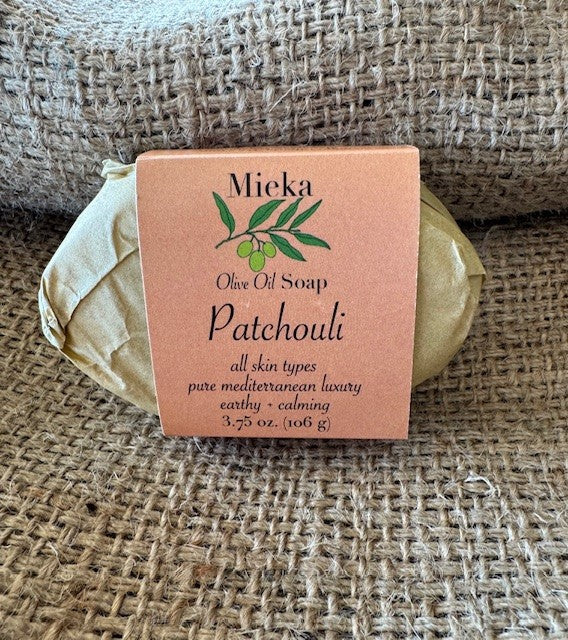 Mieka
Olive Oil Soap
Patchouli
all skin types
pure mediterranean luxury
earthy + calming
3.75 oz. (106 g)